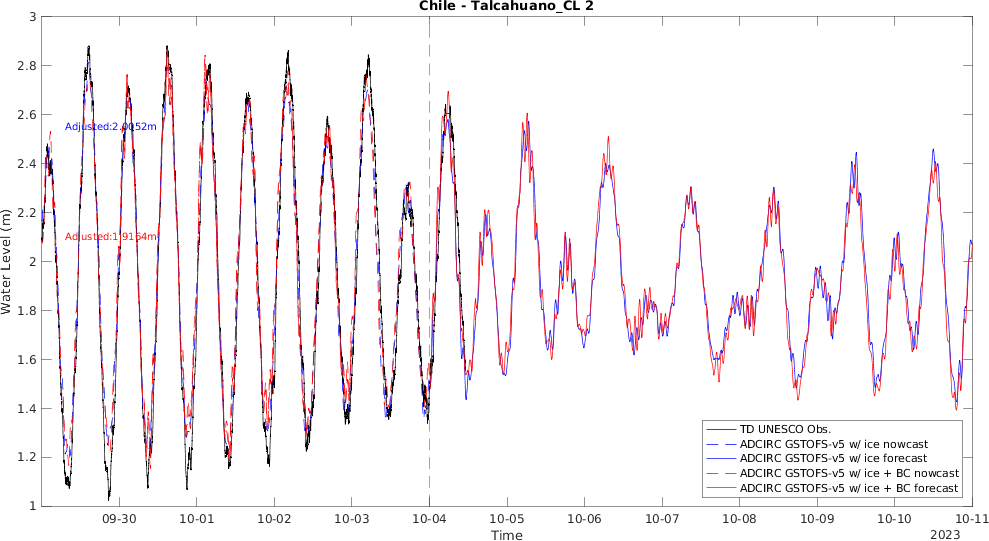 Chile - Talcahuano_CL 2
Water Level (m)
3
2.8
2.6
2.4
2.2
2
1.8
1.6
1.4
1.2
1
Adjusted:2.0052m
Adjusted:1.9164m
TD UNESCO Obs.
ADCIRC GSTOFS-v5 w/ ice nowcast
ADCIRC GSTOFS-v5 w/ ice forecast
ADCIRC GSTOFS-v5 w/ ice + BC nowcast
ADCIRC GSTOFS-v5 w/ ice + BC forecast
09-30 10-01 10-02 10-03 10-04 10-05 10-06 10-07 10-08 10-09 10-10 10-11
Time
2023